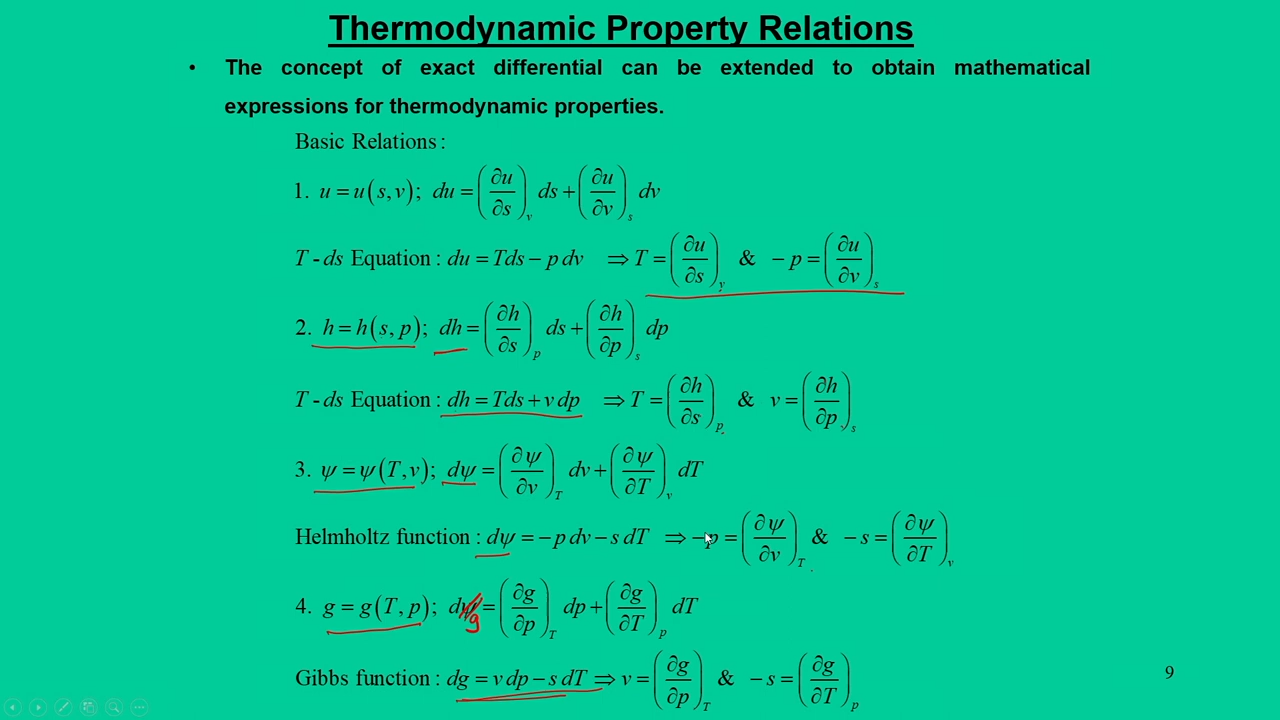 Thermodynamic Property Relations
• The concept of exact differential can be extended to obtain mathematical
expressions for thermodynamic properties.
Basic Relations :
1. u = u(s, v); du = (∂u/∂s)_v ds + (∂u/∂v)_s dv
T - ds Equation : du = Tds − p dv ⇒ T = (∂u/∂s)_v & − p = (∂u/∂v)_s
2. h = h(s, p); dh = (∂h/∂s)_p ds + (∂h/∂p)_s dp
T - ds Equation : dh = Tds + v dp ⇒ T = (∂h/∂s)_p & v = (∂h/∂p)_s
3. ψ = ψ(T, v); dψ = (∂ψ/∂v)_T dv + (∂ψ/∂T)_v dT
Helmholtz function : dψ = − p dv − s dT ⇒ − p = (∂ψ/∂v)_T & − s = (∂ψ/∂T)_v
4. g = g(T, p); dψ g = (∂g/∂p)_T dp + (∂g/∂T)_p dT
Gibbs function : dg = v dp − s dT ⇒ v = (∂g/∂p)_T & − s = (∂g/∂T)_p
9